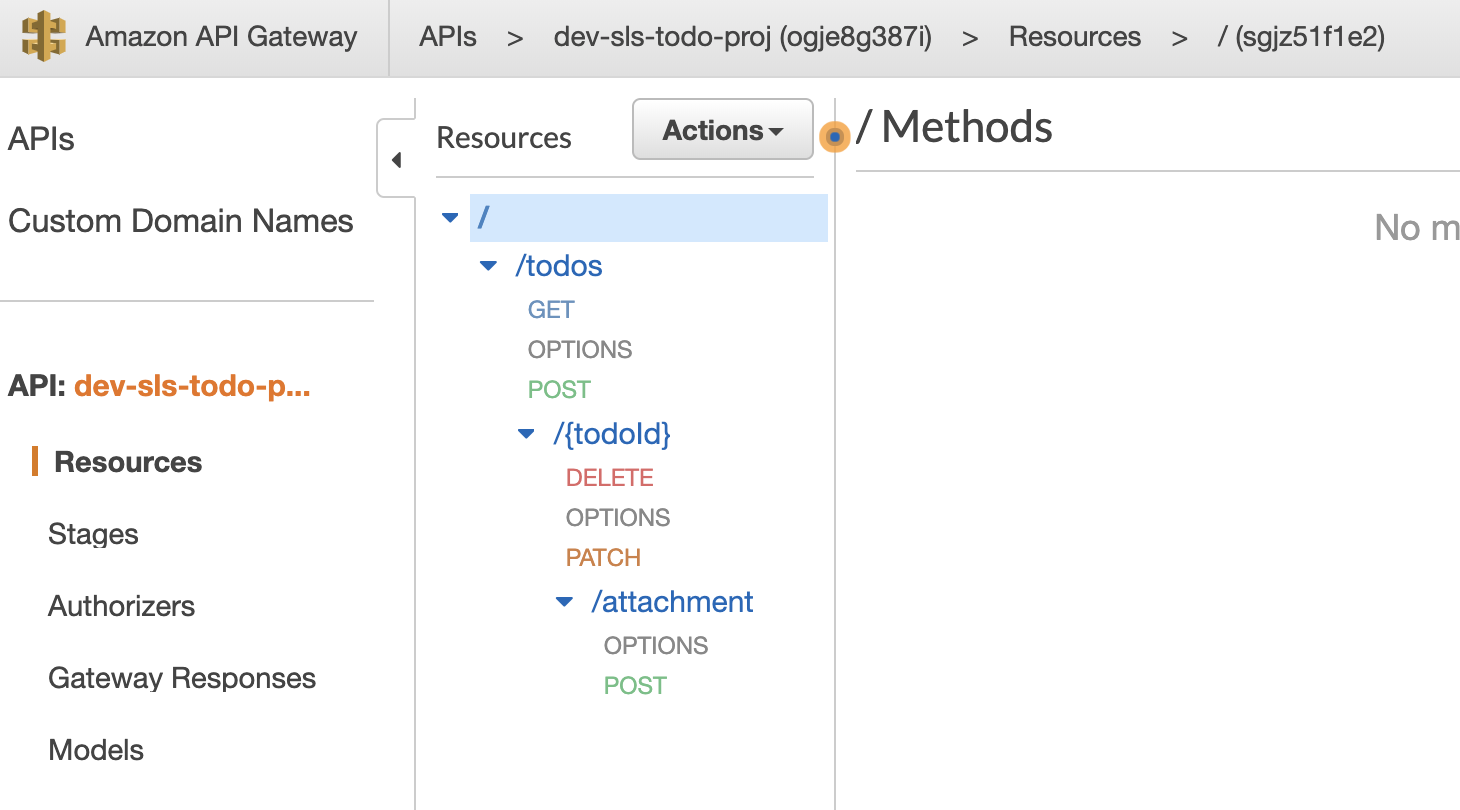 Amazon API Gateway
APIs > dev-sls-todo-proj (ogje8g387i) > Resources > / (sgjz51f1e2)
APIs
Custom Domain Names
API: dev-sls-todo-p...
Resources
Stages
Authorizers
Gateway Responses
Models
Resources
Actions
/
/todos
GET
OPTIONS
POST
/{todoId}
DELETE
OPTIONS
PATCH
/attachment
OPTIONS
POST
/ Methods
No m